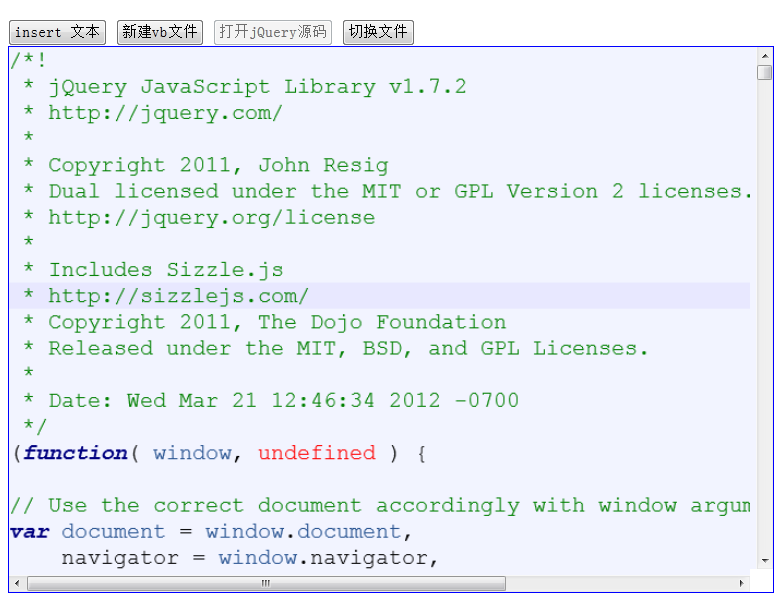 insert 文本 新建vb文件 打开jQuery源码 切换文件
/*!
 * jQuery JavaScript Library v1.7.2
 * http://jquery.com/
 *
 * Copyright 2011, John Resig
 * Dual licensed under the MIT or GPL Version 2 licenses.
 * http://jquery.org/license
 *
 * Includes Sizzle.js
 * http://sizzlejs.com/
 * Copyright 2011, The Dojo Foundation
 * Released under the MIT, BSD, and GPL Licenses.
 *
 * Date: Wed Mar 21 12:46:34 2012 -0700
 */
(function( window, undefined ) {

// Use the correct document accordingly with window argum
var document = window.document,
    navigator = window.navigator,